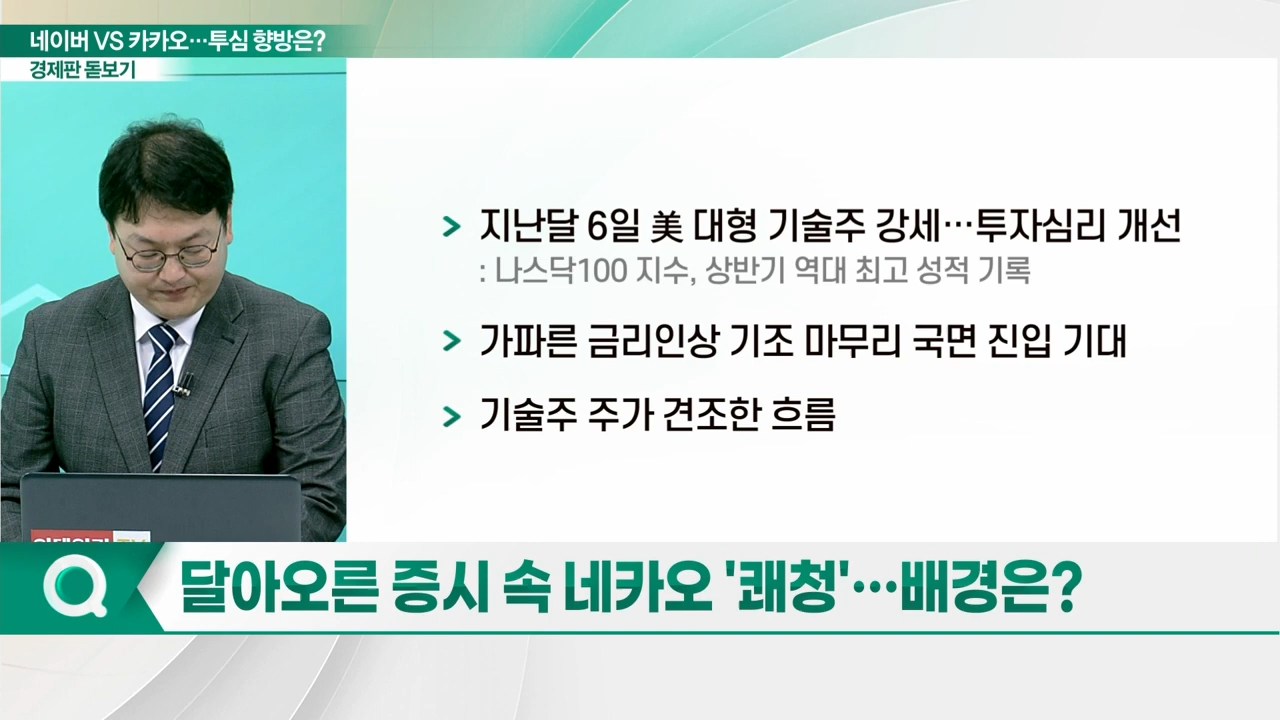 네이버 VS 카카오…투심 향방은?
경제판 돋보기
지난달 6일 美 대형 기술주 강세…투자심리 개선
: 나스닥100 지수, 상반기 역대 최고 성적 기록
가파른 금리인상 기조 마무리 국면 진입 기대
기술주 주가 견조한 흐름
달아오른 증시 속 네카오 '쾌청'…배경은?